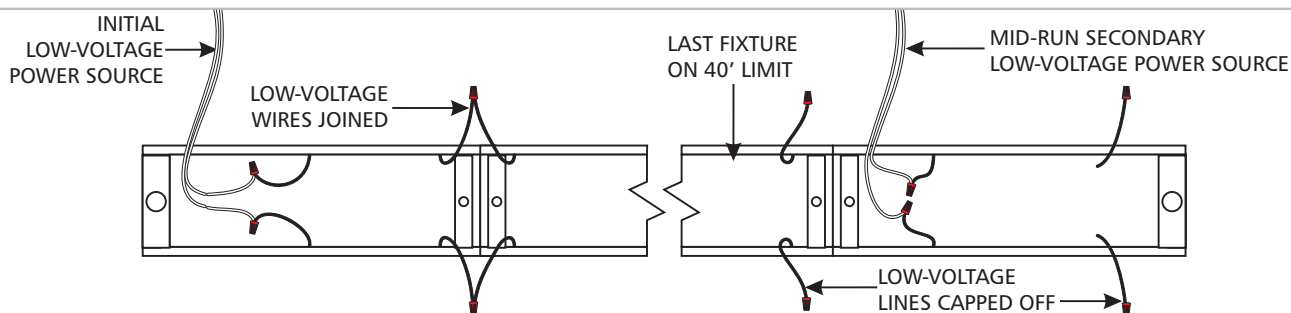 INITIAL
LOW-VOLTAGE
POWER SOURCE
LOW-VOLTAGE
WIRES JOINED
LAST FIXTURE
ON 40’ LIMIT
MID-RUN SECONDARY
LOW-VOLTAGE POWER SOURCE
LOW-VOLTAGE
LINES CAPPED OFF